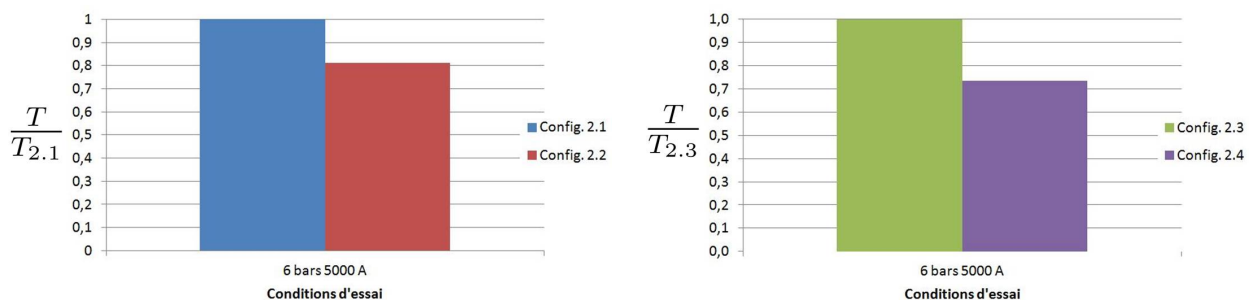 1
0,9
0,8
0,7
0,6
0,5
0,4
0,3
0,2
0,1
0
T
T2.1
Config. 2.1
Config. 2.2
6 bars 5000 A
Conditions d'essai
1,0
0,9
0,8
0,7
0,6
0,5
0,4
0,3
0,2
0,1
0,0
T
T2.3
Config. 2.3
Config. 2.4
6 bars 5000 A
Conditions d'essai